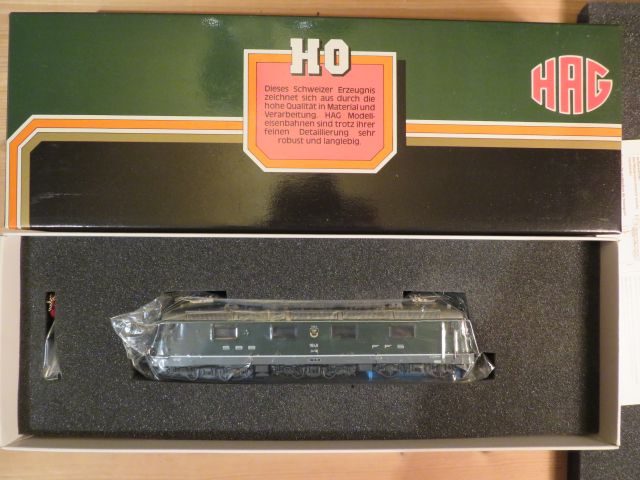 HO
Dieses Schweizer Erzeugnis
zeichnet sich aus durch die
hohe Qualität in Material und
Verarbeitung. HAG Modell-
eisenbahnen sind trotz ihrer
feinen Detaillierung sehr
robust und langlebig.
HAG
SBB FFS